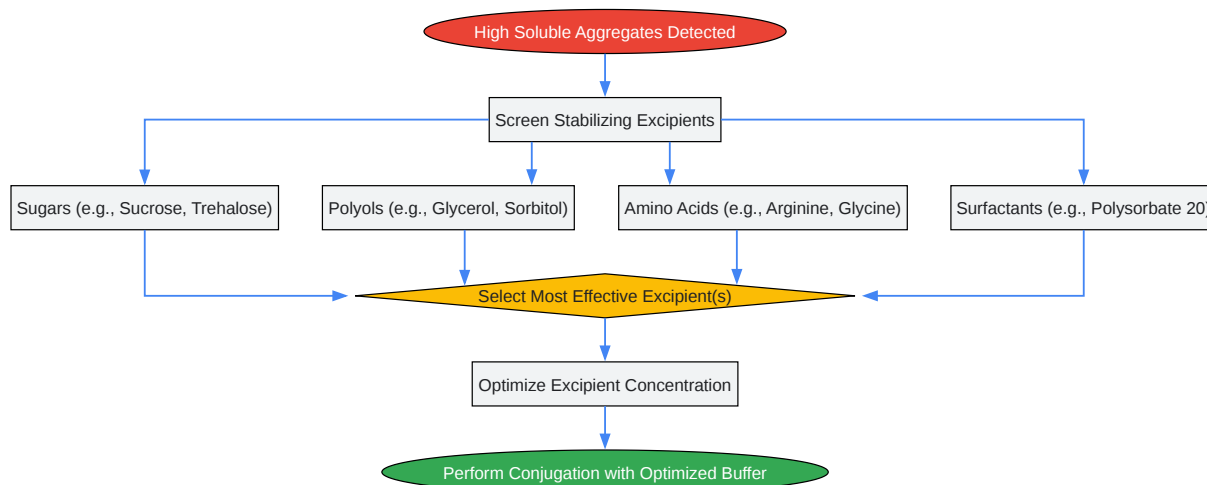 High Soluble Aggregates Detected
Screen Stabilizing Excipients
Sugars (e.g., Sucrose, Trehalose)
Polyols (e.g., Glycerol, Sorbitol)
Amino Acids (e.g., Arginine, Glycine)
Surfactants (e.g., Polysorbate 20)
Select Most Effective Excipient(s)
Optimize Excipient Concentration
Perform Conjugation with Optimized Buffer